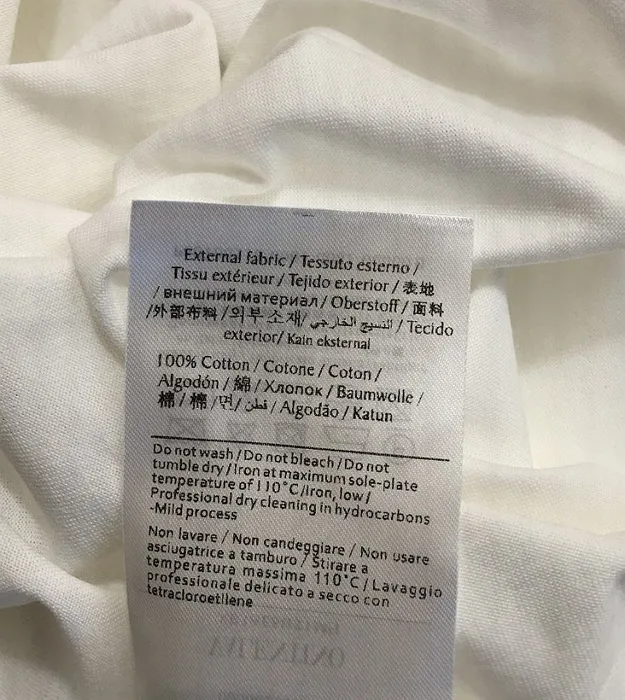 External fabric / Tessuto esterno /
Tissu extérieur / Tejido exterior / 表地
/ внешний материал / Oberstoff / 面料
/外部布料 /외부 소재/ النسيج الخارجي / Tecido
exterior/ Kain eksternal
100% Cotton / Cotone / Coton /
Algodón / 綿 / Хлопок / Baumwolle /
棉 / 棉 /면/ قطن / Algodão / Katun
Do not wash / Do not bleach / Do not
tumble dry / Iron at maximum sole-plate
temperature of 110°C /Iron, low /
Professional dry cleaning in hydrocarbons
-Mild process
Non lavare / Non candeggiare / Non usare
asciugatrice a tamburo / Stirare a
temperatura massima 110°C / Lavaggio
professionale delicato a secco con
tetracloroetilene
VALENTINO